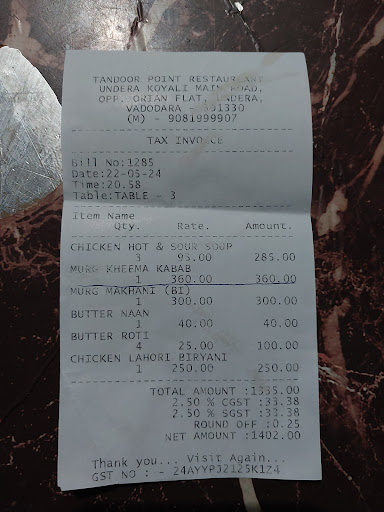 TANDOOR POINT RESTAURANT
UNDERA KOYALI MAIN ROAD,
OPP. ORIAN FLAT, UNDERA,
VADODARA - 391330
(M) - 9081999907
TAX INVOICE
Bill No:1285
Date:22-05-24
Time:20.58
Table:TABLE - 3
Item Name
Qty. Rate. Amount.
CHICKEN HOT & SOUR SOUP
3 95.00 285.00
MURG KHEEMA KABAB
1 360.00 360.00
MURG MAKHANI (BI)
1 300.00 300.00
BUTTER NAAN
1 40.00 40.00
BUTTER ROTI
4 25.00 100.00
CHICKEN LAHORI BIRYANI
1 250.00 250.00
TOTAL AMOUNT :1335.00
2.50 % CGST :33.38
2.50 % SGST :33.38
ROUND OFF :0.25
NET AMOUNT :1402.00
Thank you... Visit Again...
GST NO : - 24AYYPJ2125K1Z4